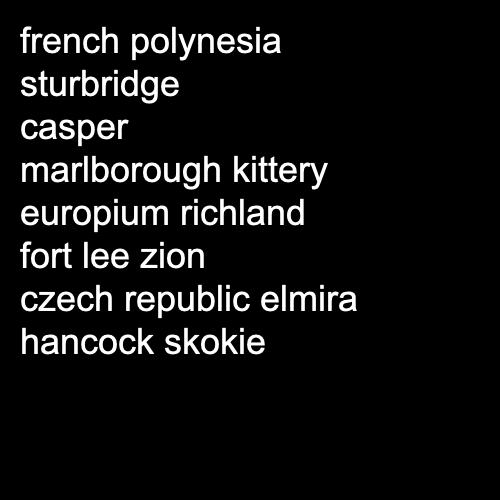 french polynesia
sturbridge
casper
marlborough kittery
europium richland
fort lee zion
czech republic elmira
hancock skokie